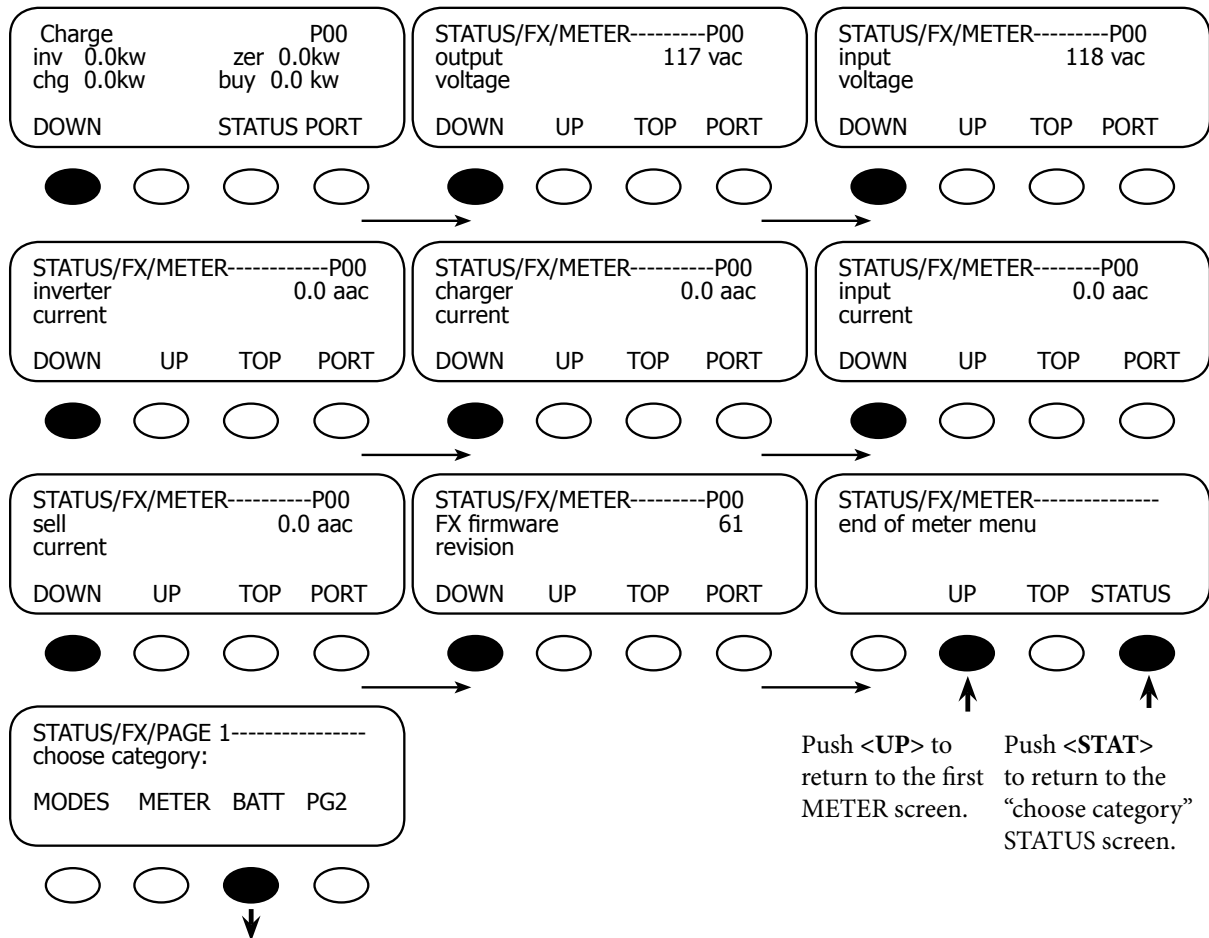 Charge P00
inv 0.0kw zer 0.0kw
chg 0.0kw buy 0.0 kw
DOWN STATUS PORT
STATUS/FX/METER---------P00
output 117 vac
voltage
DOWN UP TOP PORT
STATUS/FX/METER---------P00
input 118 vac
voltage
DOWN UP TOP PORT
STATUS/FX/METER------------P00
inverter 0.0 aac
current
DOWN UP TOP PORT
STATUS/FX/METER----------P00
charger 0.0 aac
current
DOWN UP TOP PORT
STATUS/FX/METER--------P00
input 0.0 aac
current
DOWN UP TOP PORT
STATUS/FX/METER----------P00
sell 0.0 aac
current
DOWN UP TOP PORT
STATUS/FX/METER---------P00
FX firmware 61
revision
DOWN UP TOP PORT
STATUS/FX/METER---------------
end of meter menu
UP TOP STATUS
STATUS/FX/PAGE 1----------------
choose category:
MODES METER BATT PG2
Push <UP> to
return to the first
METER screen.
Push <STAT>
to return to the
“choose category”
STATUS screen.